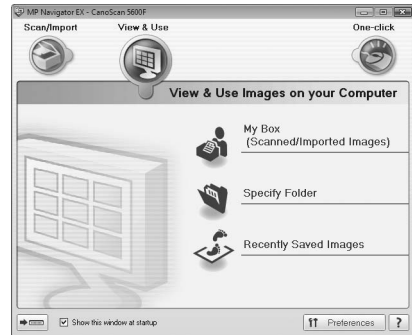 MP Navigator EX - CanoScan 5600F
Scan/Import
View & Use
One-click
View & Use Images on your Computer
My Box
(Scanned/Imported Images)
Specify Folder
Recently Saved Images
Show this window at startup
Preferences
?